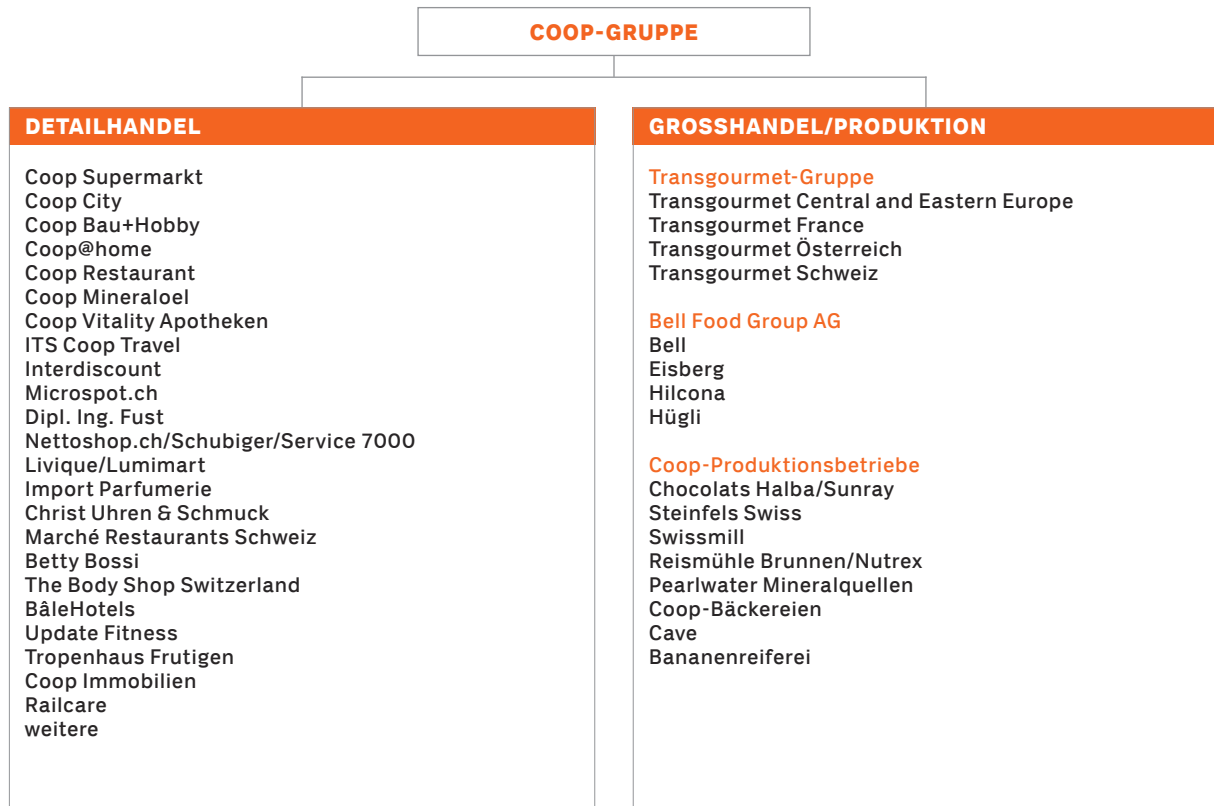 COOP-GRUPPE
DETAILHANDEL
Coop Supermarkt
Coop City
Coop Bau+Hobby
Coop@home
Coop Restaurant
Coop Mineraloel
Coop Vitality Apotheken
ITS Coop Travel
Interdiscount
Microspot.ch
Dipl. Ing. Fust
Nettoshop.ch/Schubiger/Service 7000
Livique/Lumimart
Import Parfumerie
Christ Uhren & Schmuck
Marché Restaurants Schweiz
Betty Bossi
The Body Shop Switzerland
BâleHotels
Update Fitness
Tropenhaus Frutigen
Coop Immobilien
Railcare
weitere
GROSSHANDEL/PRODUKTION
Transgourmet-Gruppe
Transgourmet Central and Eastern Europe
Transgourmet France
Transgourmet Österreich
Transgourmet Schweiz
Bell Food Group AG
Bell
Eisberg
Hilcona
Hügli
Coop-Produktionsbetriebe
Chocolats Halba/Sunray
Steinfels Swiss
Swissmill
Reismühle Brunnen/Nutrex
Pearlwater Mineralquellen
Coop-Bäckereien
Cave
Bananenreiferei